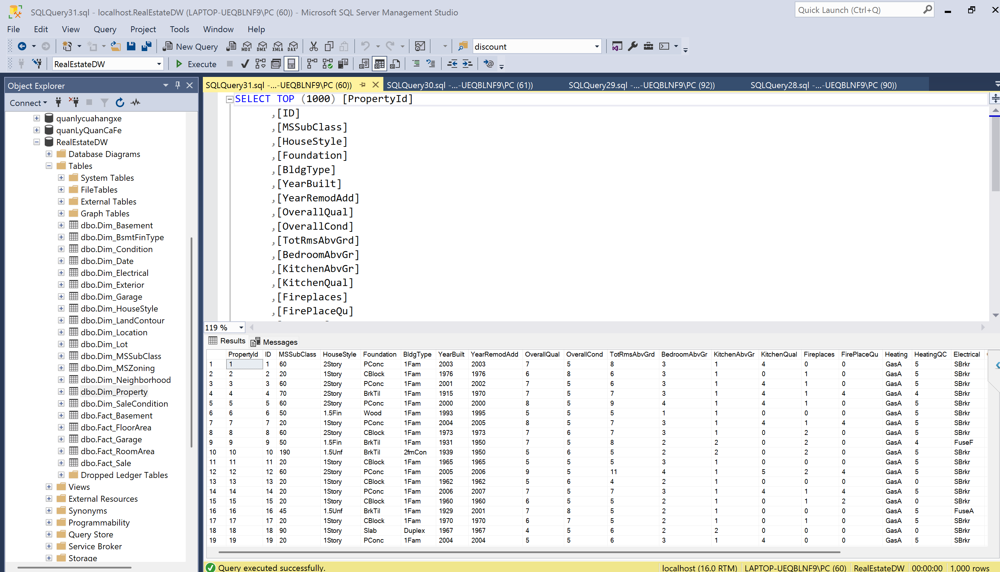 SQLQuery31.sql - localhost.RealEstateDW (LAPTOP-UEQBLNF9\PC (60)) - Microsoft SQL Server Management Studio
Quick Launch (Ctrl+Q)
File Edit View Query Project Tools Window Help
New Query MDX DMX XMLA DAX discount
RealEstateDW Execute
Object Explorer
Connect
quanlycuahangxe
quanLyQuanCaFe
RealEstateDW
Database Diagrams
Tables
System Tables
FileTables
External Tables
Graph Tables
dbo.Dim_Basement
dbo.Dim_BsmtFinType
dbo.Dim_Condition
dbo.Dim_Date
dbo.Dim_Electrical
dbo.Dim_Exterior
dbo.Dim_Garage
dbo.Dim_HouseStyle
dbo.Dim_LandContour
dbo.Dim_Location
dbo.Dim_Lot
dbo.Dim_MSSubClass
dbo.Dim_MSZoning
dbo.Dim_Neighborhood
dbo.Dim_Property
dbo.Dim_SaleCondition
dbo.Fact_Basement
dbo.Fact_FloorArea
dbo.Fact_Garage
dbo.Fact_RoomArea
dbo.Fact_Sale
Dropped Ledger Tables
Views
External Resources
Synonyms
Programmability
Query Store
Service Broker
Storage
SQLQuery31.sql -...-UEQBLNF9\PC (60)) SQLQuery30.sql -...-UEQBLNF9\PC (61)) SQLQuery29.sql -...-UEQBLNF9\PC (92)) SQLQuery28.sql -...-UEQBLNF9\PC (90))
SELECT TOP (1000) [PropertyId]
,[ID]
,[MSSubClass]
,[HouseStyle]
,[Foundation]
,[BldgType]
,[YearBuilt]
,[YearRemodAdd]
,[OverallQual]
,[OverallCond]
,[TotRmsAbvGrd]
,[BedroomAbvGr]
,[KitchenAbvGr]
,[KitchenQual]
,[Fireplaces]
,[FirePlaceQu]
119 %
Results Messages
PropertyId ID MSSubClass HouseStyle Foundation BldgType YearBuilt YearRemodAdd OverallQual OverallCond TotRmsAbvGrd BedroomAbvGr KitchenAbvGr KitchenQual Fireplaces FirePlaceQu Heating HeatingQC Electrical
1 1 1 60 2Story PConc 1Fam 2003 2003 7 5 8 3 1 4 0 0 GasA 5 SBrkr
2 2 2 20 1Story CBlock 1Fam 1976 1976 6 8 6 3 1 0 1 0 GasA 5 SBrkr
3 3 3 60 2Story PConc 1Fam 2001 2002 7 5 6 3 1 4 1 0 GasA 5 SBrkr
4 4 4 70 2Story BrkTil 1Fam 1915 1970 7 5 7 3 1 4 1 4 GasA 4 SBrkr
5 5 5 60 2Story PConc 1Fam 2000 2000 8 5 9 4 1 4 1 0 GasA 5 SBrkr
6 6 6 50 1.5Fin Wood 1Fam 1993 1995 5 5 5 1 1 0 0 0 GasA 5 SBrkr
7 7 7 20 1Story PConc 1Fam 2004 2005 8 5 7 3 1 4 1 4 GasA 5 SBrkr
8 8 8 60 2Story CBlock 1Fam 1973 1973 7 6 7 3 1 0 2 0 GasA 5 SBrkr
9 9 9 50 1.5Fin BrkTil 1Fam 1931 1950 7 5 8 2 2 0 2 0 GasA 4 FuseF
10 10 10 190 1.5Unf BrkTil 2fmCon 1939 1950 5 6 5 2 2 0 2 0 GasA 5 SBrkr
11 11 11 20 1Story CBlock 1Fam 1965 1965 5 5 5 3 1 0 0 0 GasA 5 SBrkr
12 12 12 60 2Story PConc 1Fam 2005 2006 9 5 11 4 1 5 2 4 GasA 5 SBrkr
13 13 13 20 1Story CBlock 1Fam 1962 1962 5 6 4 2 1 0 0 0 GasA 0 SBrkr
14 14 14 20 1Story PConc 1Fam 2006 2007 7 5 7 3 1 4 1 4 GasA 5 SBrkr
15 15 15 20 1Story CBlock 1Fam 1960 1960 6 5 5 2 1 0 1 2 GasA 0 SBrkr
16 16 16 45 1.5Unf BrkTil 1Fam 1929 2001 7 8 5 2 1 0 0 0 GasA 5 FuseA
17 17 17 20 1Story CBlock 1Fam 1970 1970 6 7 5 2 1 0 1 0 GasA 5 SBrkr
18 18 18 90 1Story Slab Duplex 1967 1967 4 5 6 2 2 0 0 0 GasA 0 SBrkr
19 19 19 20 1Story PConc 1Fam 2004 2004 5 5 6 3 1 4 0 0 GasA 5 SBrkr
Query executed successfully. localhost (16.0 RTM) LAPTOP-UEQBLNF9\PC (60) RealEstateDW 00:00:00 1,000 rows